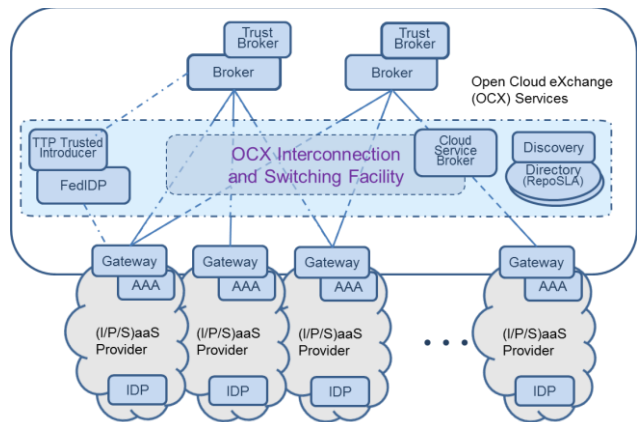 Trust
Broker
Broker
Trust
Broker
Broker
Open Cloud eXchange
(OCX) Services
TTP Trusted
Introducer
FedIDP
OCX Interconnection
and Switching Facility
Cloud
Service
Broker
Discovery
Directory
(RepoSLA)
Gateway
AAA
Gateway
AAA
Gateway
AAA
Gateway
AAA
(I/P/S)aaS
Provider
(I/P/S)aaS
Provider
(I/P/S)aaS
Provider
• • •
(I/P/S)aaS
Provider
IDP
IDP
IDP
IDP